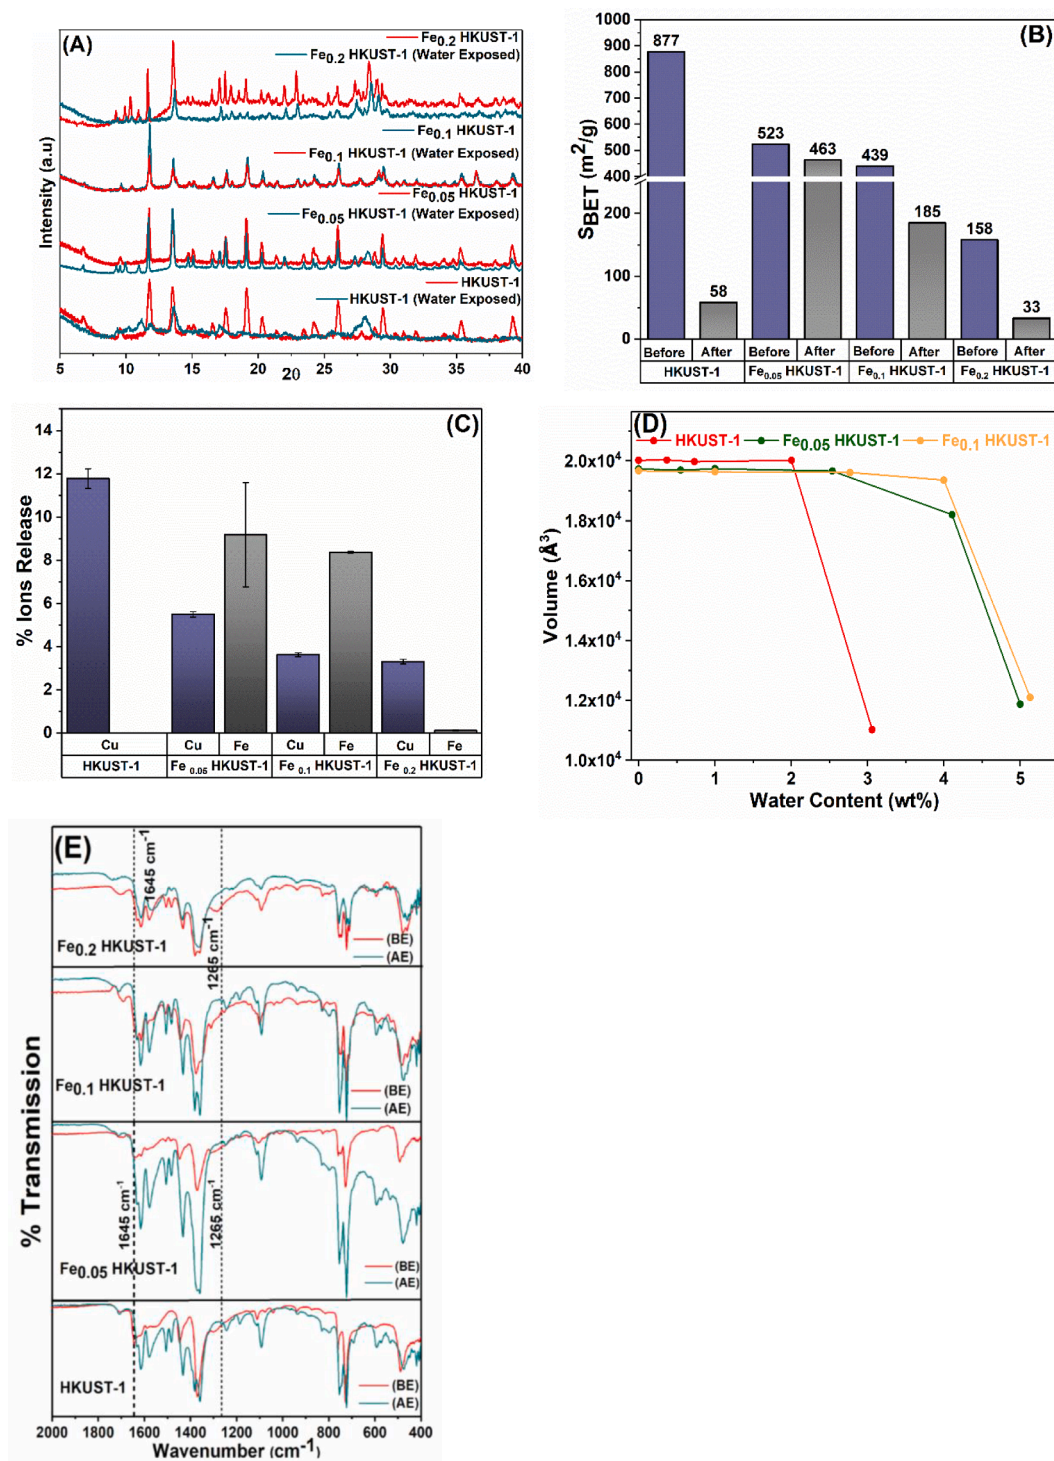 (A)
Fe0.2 HKUST-1
Fe0.2 HKUST-1 (Water Exposed)
Fe0.1 HKUST-1
Fe0.1 HKUST-1 (Water Exposed)
Fe0.05 HKUST-1
Fe0.05 HKUST-1 (Water Exposed)
HKUST-1
HKUST-1 (Water Exposed)
Intensity (a.u)
5 10 15 20 25 30 35 40
2θ
(B)
1000
900
800
700
600
500
400
200
100
0
SBET (m²/g)
877 58 523 463 439 185 158 33
Before After Before After Before After Before After
HKUST-1 Fe0.05 HKUST-1 Fe0.1 HKUST-1 Fe0.2 HKUST-1
(C)
14
12
10
8
6
4
2
0
% Ions Release
Cu Cu Fe Cu Fe Cu Fe
HKUST-1 Fe 0.05 HKUST-1 Fe 0.1 HKUST-1 Fe 0.2 HKUST-1
(D)
HKUST-1 Fe0.05 HKUST-1 Fe0.1 HKUST-1
2.0x10⁴
1.8x10⁴
1.6x10⁴
1.4x10⁴
1.2x10⁴
1.0x10⁴
Volume (Å³)
0 1 2 3 4 5
Water Content (wt%)
(E)
1645 cm⁻¹
1265 cm⁻¹
Fe0.2 HKUST-1
(BE)
(AE)
Fe0.1 HKUST-1
(BE)
(AE)
1645 cm⁻¹
1265 cm⁻¹
Fe0.05 HKUST-1
(BE)
(AE)
HKUST-1
(BE)
(AE)
% Transmission
2000 1800 1600 1400 1200 1000 800 600 400
Wavenumber (cm⁻¹)